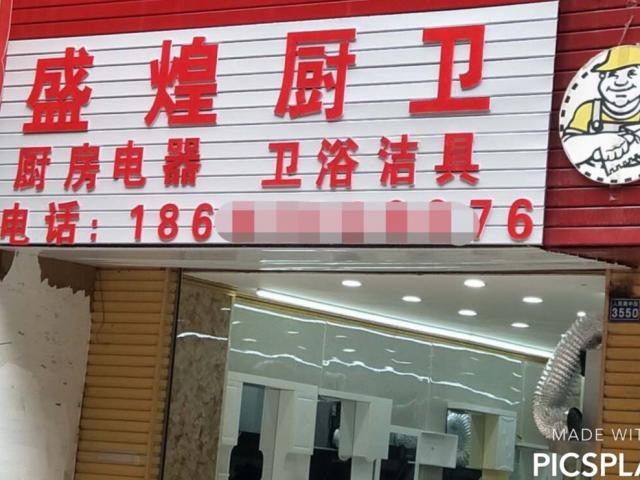 盛煌厨卫
厨房电器 卫浴洁具
电话：186 76
3550
MADE WITH
PICSPLA